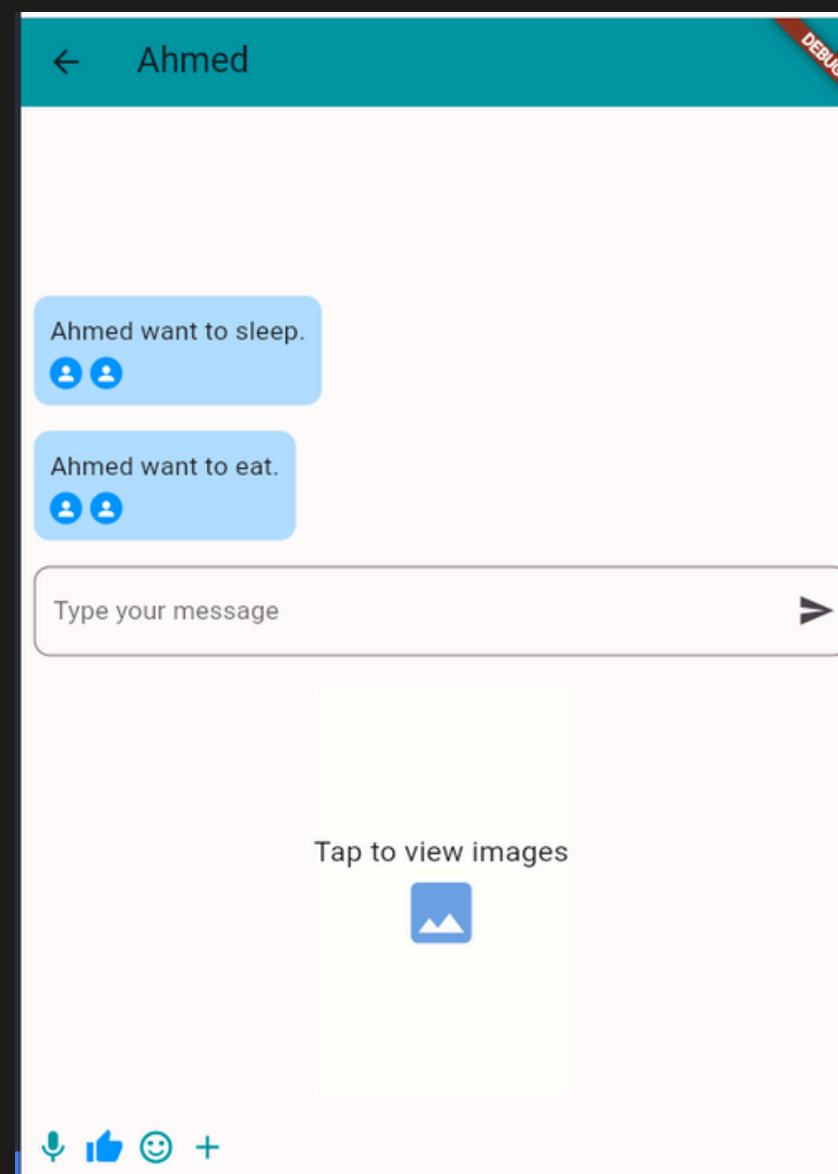 Ahmed
DEBUG
Ahmed want to sleep.
Ahmed want to eat.
Type your message
Tap to view images